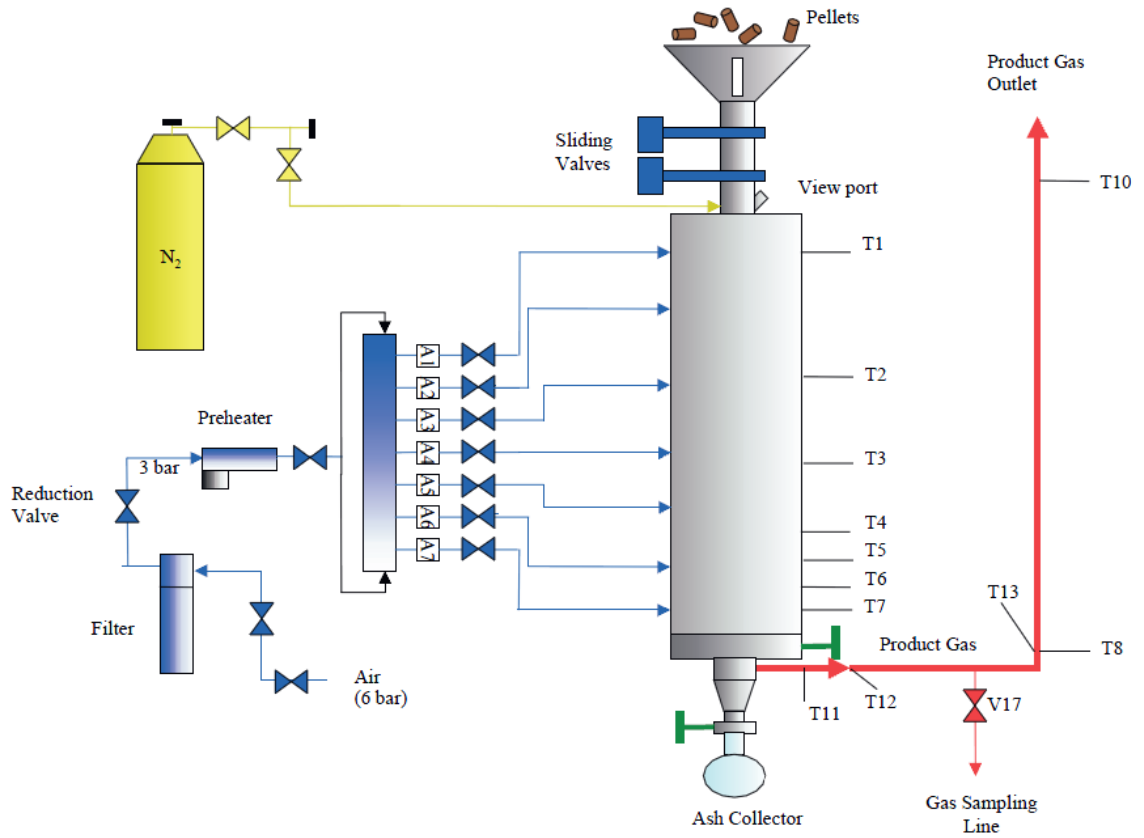 Pellets
Product Gas
Outlet
Sliding
Valves
T10
View port
N2
T1
A1
A2
T2
Preheater
A3
3 bar
A4
T3
Reduction
Valve
A5
A6
T4
A7
T5
T6
T7
T13
Filter
Product Gas
T8
Air
(6 bar)
T11
T12
V17
Ash Collector
Gas Sampling
Line